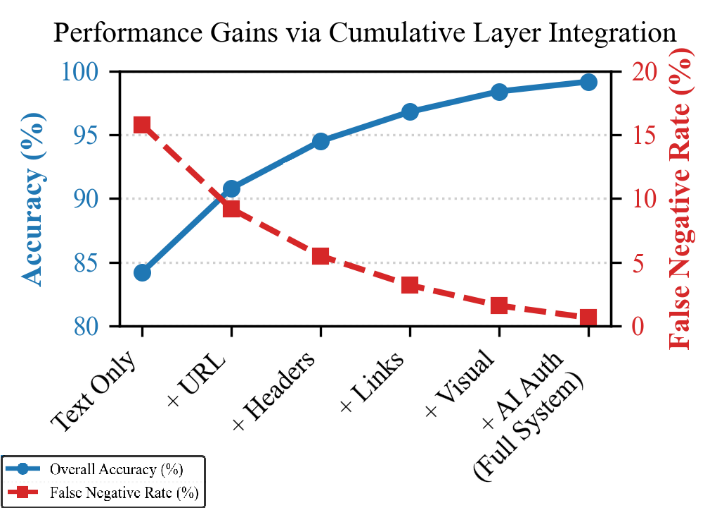 Performance Gains via Cumulative Layer Integration
100
95
90
85
80
Accuracy (%)
20
15
10
5
0
False Negative Rate (%)
Text Only
+ URL
+ Headers
+ Links
+ Visual
+ AI Auth
(Full System)
Overall Accuracy (%)
False Negative Rate (%)